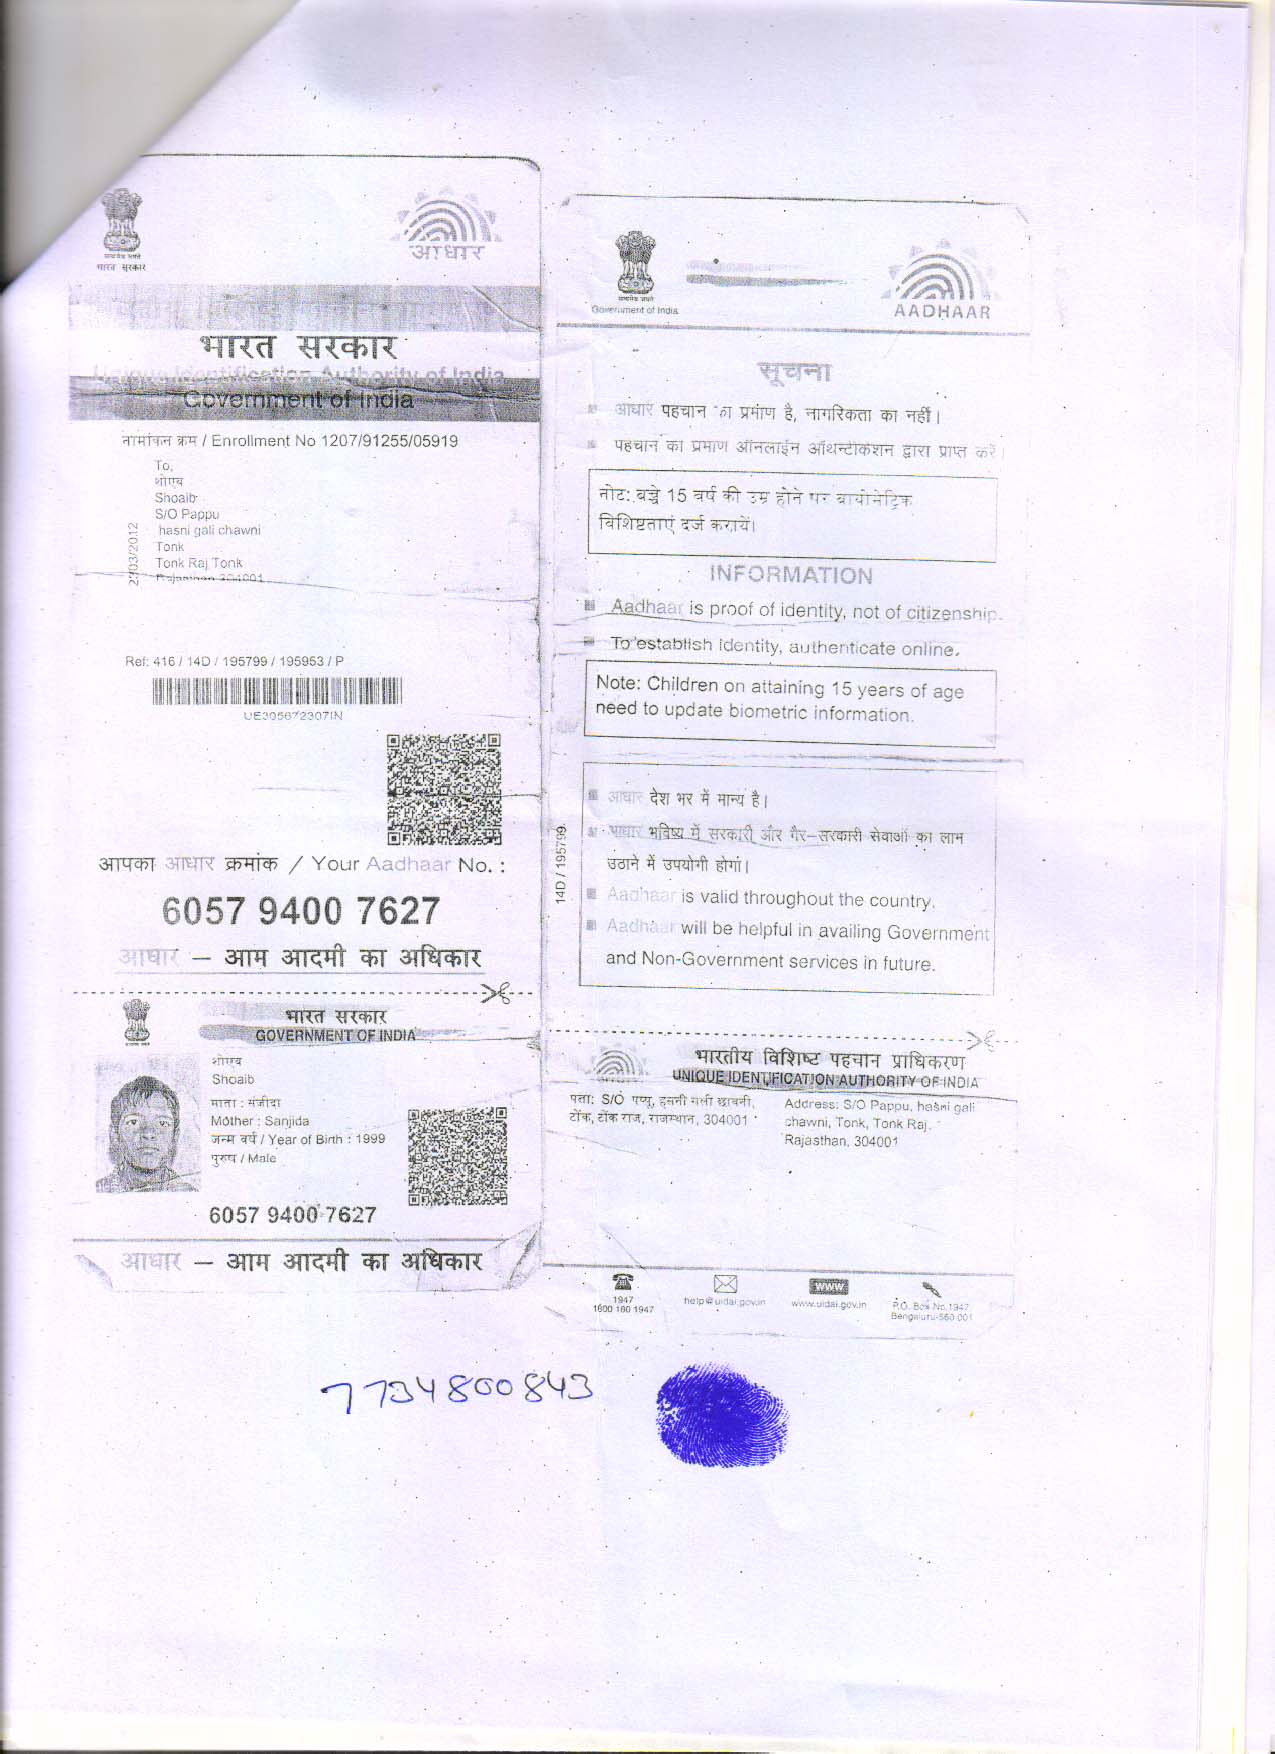 सत्यमेव जयते
भारत सरकार
आधार
भारत सरकार
Unique Identification Authority of India
Government of India
नामांकन क्रम / Enrollment No 1207/91255/05919
To,
शोएब
Shoaib
S/O Pappu
hasni gali chawni
Tonk
Tonk Raj Tonk
Rajasthan 304001
/03/2012
Ref: 416 / 14D / 195799 / 195953 / P
UE305672307IN
आपका आधार क्रमांक / Your Aadhaar No. :
6057 9400 7627
आधार – आम आदमी का अधिकार
भारत सरकार
GOVERNMENT OF INDIA
शोएब
Shoaib
माता : संजीदा
Mother : Sanjida
जन्म वर्ष / Year of Birth : 1999
पुरुष / Male
6057 9400 7627
आधार – आम आदमी का अधिकार
सत्यमेव जयते
Government of India
AADHAAR
सूचना
आधार पहचान का प्रमाण है, नागरिकता का नहीं।
पहचान का प्रमाण ऑनलाईन ऑथन्टीकेशन द्वारा प्राप्त करें।
नोट: बच्चे 15 वर्ष की उम्र होने पर बायोमेट्रिक
विशिष्टताएं दर्ज करायें।
INFORMATION
Aadhaar is proof of identity, not of citizenship.
To establish identity, authenticate online.
Note: Children on attaining 15 years of age
need to update biometric information.
14D / 195799
आधार देश भर में मान्य है।
आधार भविष्य में सरकारी और गैर–सरकारी सेवाओं का लाभ
उठाने में उपयोगी होगा।
Aadhaar is valid throughout the country.
Aadhaar will be helpful in availing Government
and Non-Government services in future.
भारतीय विशिष्ट पहचान प्राधिकरण
UNIQUE IDENTIFICATION AUTHORITY OF INDIA
पता: S/O पप्पु, हसनी गली छावनी,
टोंक, टोंक राज, राजस्थान, 304001
Address: S/O Pappu, hasni gali
chawni, Tonk, Tonk Raj,
Rajasthan, 304001
1947
1800 180 1947
help@uidai.gov.in
www
www.uidai.gov.in
P.O. Box No.1947,
Bengaluru-560 001
7734800843